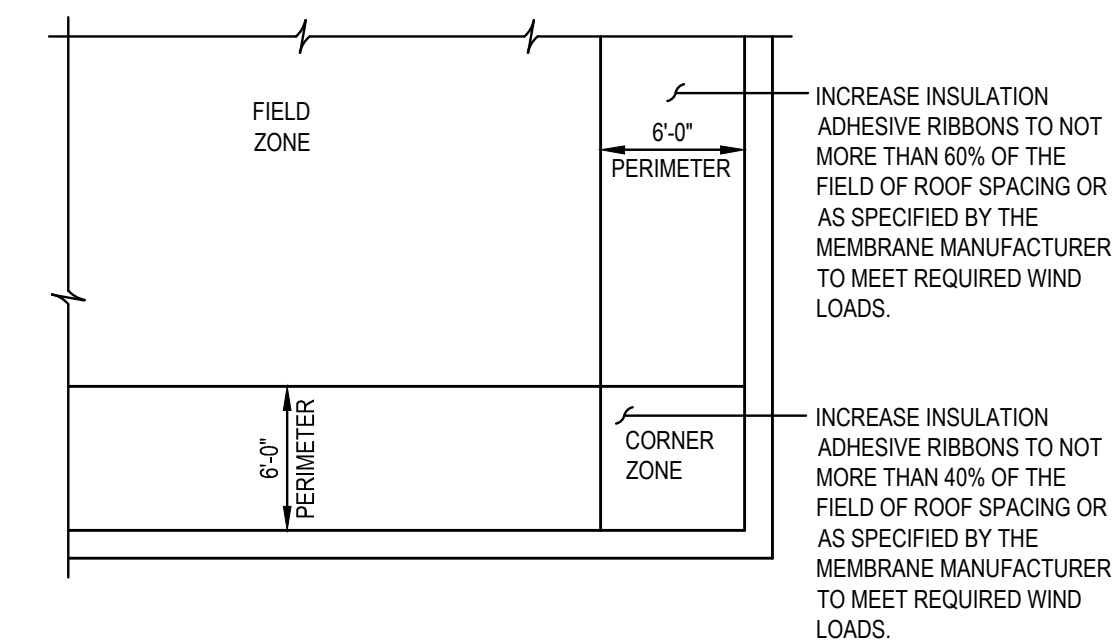 FIELD
ZONE
6'-0"
PERIMETER
INCREASE INSULATION
ADHESIVE RIBBONS TO NOT
MORE THAN 60% OF THE
FIELD OF ROOF SPACING OR
AS SPECIFIED BY THE
MEMBRANE MANUFACTURER
TO MEET REQUIRED WIND
LOADS.
6'-0"
PERIMETER
CORNER
ZONE
INCREASE INSULATION
ADHESIVE RIBBONS TO NOT
MORE THAN 40% OF THE
FIELD OF ROOF SPACING OR
AS SPECIFIED BY THE
MEMBRANE MANUFACTURER
TO MEET REQUIRED WIND
LOADS.